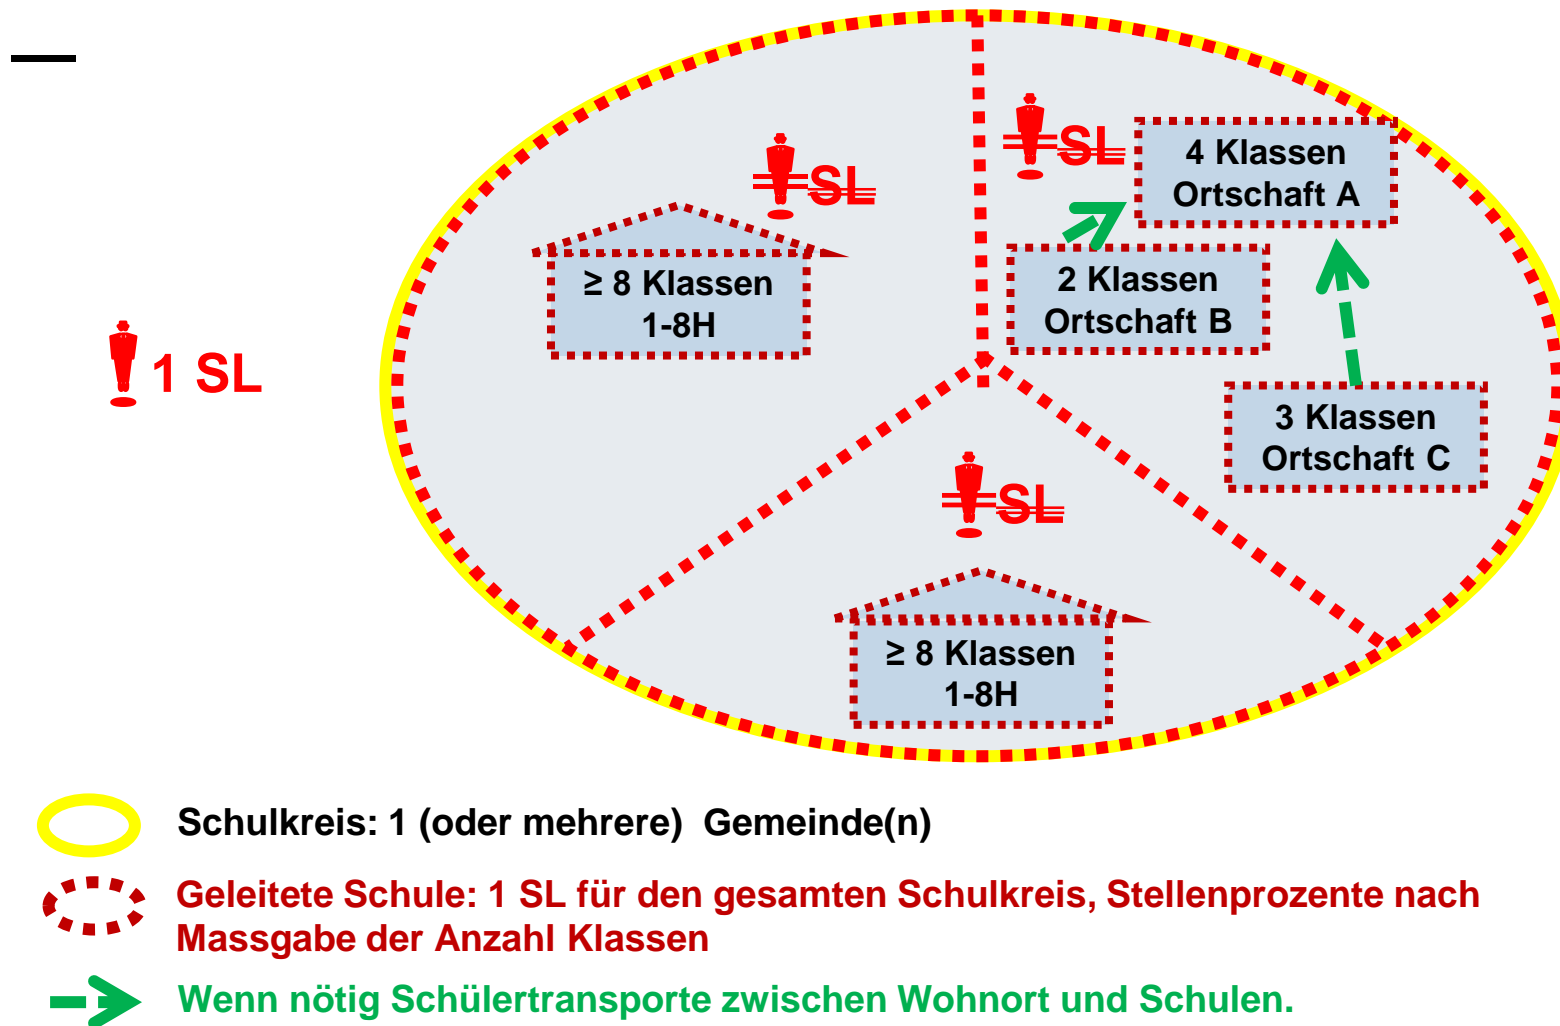 SL
SL
4 Klassen
Ortschaft A
≥ 8 Klassen
1-8H
2 Klassen
Ortschaft B
1 SL
3 Klassen
Ortschaft C
SL
≥ 8 Klassen
1-8H
Schulkreis: 1 (oder mehrere) Gemeinde(n)
Geleitete Schule: 1 SL für den gesamten Schulkreis, Stellenprozente nach
Massgabe der Anzahl Klassen
Wenn nötig Schülertransporte zwischen Wohnort und Schulen.